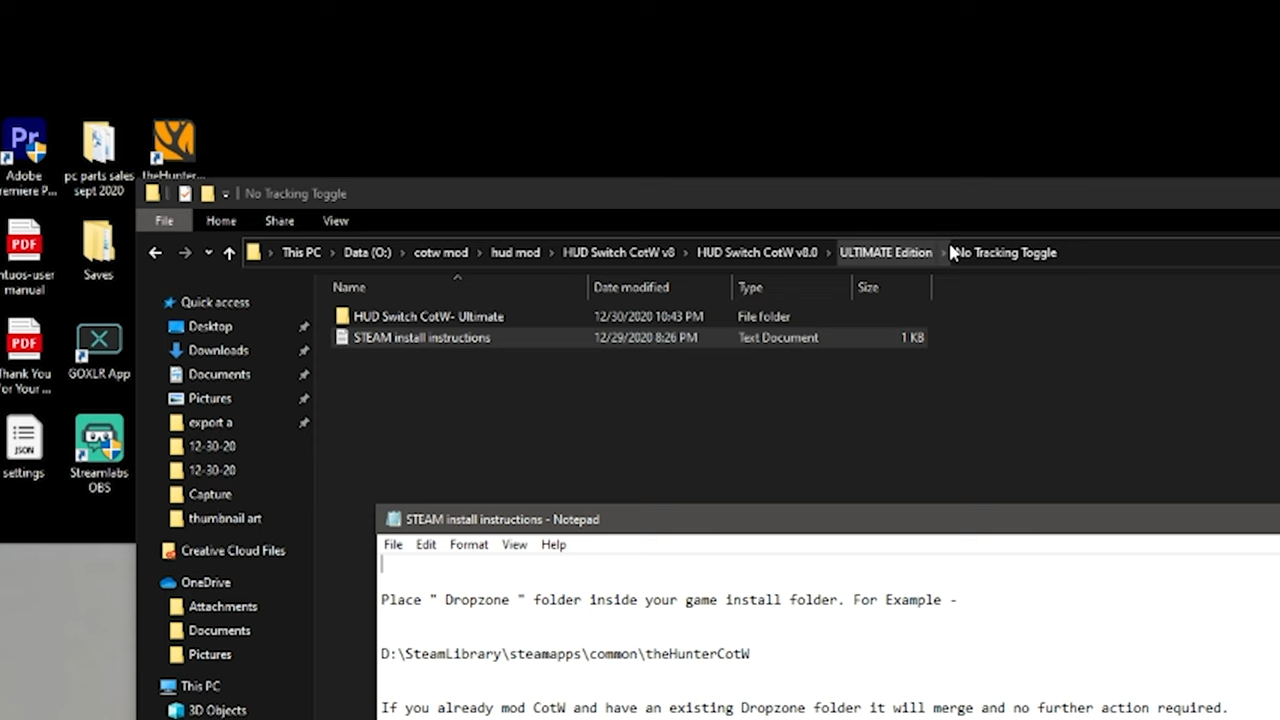 Pr
Adobe
remiere P...
pc parts sales
sept 2020
theHunter...
PDF
ntuos-user
manual
Saves
PDF
Thank You
for Your ...
GOXLR App
JSON
settings
Streamlabs
OBS
No Tracking Toggle
File Home Share View
This PC › Data (O:) › cotw mod › hud mod › HUD Switch CotW v8 › HUD Switch CotW v8.0 › ULTIMATE Edition › No Tracking Toggle
Name Date modified Type Size
HUD Switch CotW- Ultimate 12/30/2020 10:43 PM File folder
STEAM install instructions 12/29/2020 8:26 PM Text Document 1 KB
Quick access
Desktop
Downloads
Documents
Pictures
export a
12-30-20
12-30-20
Capture
thumbnail art
Creative Cloud Files
OneDrive
Attachments
Documents
Pictures
This PC
3D Objects
STEAM install instructions - Notepad
File Edit Format View Help
Place " Dropzone " folder inside your game install folder. For Example -
D:\SteamLibrary\steamapps\common\theHunterCotW
If you already mod CotW and have an existing Dropzone folder it will merge and no further action required.